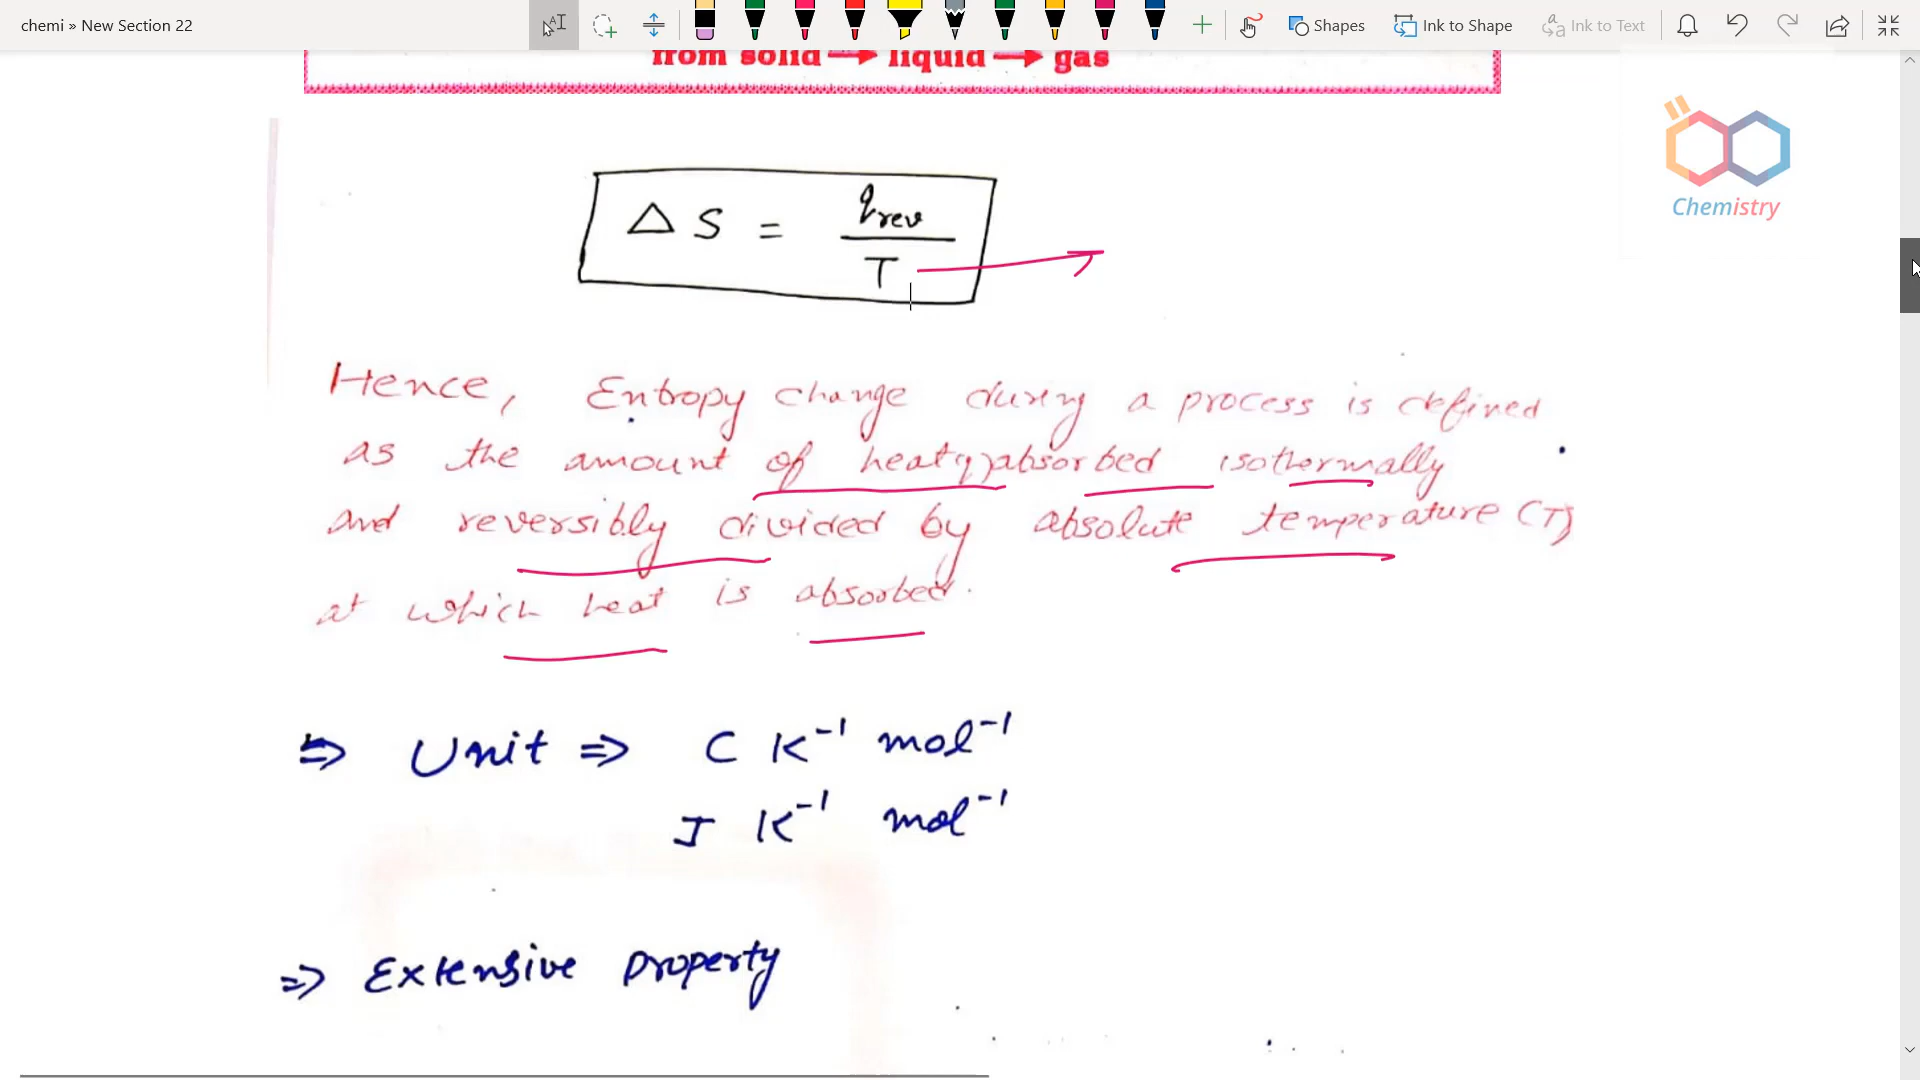 chemi » New Section 22
Shapes
Ink to Shape
Ink to Text
from solid → liquid → gas
Chemistry
Δ S = q rev / T
Hence, Entropy change during a process is defined
as the amount of heat(q) absorbed isothermally
and reversibly divided by absolute temperature (T)
at which heat is absorbed.
⇒ Unit ⇒ C K⁻¹ mol⁻¹
J K⁻¹ mol⁻¹
⇒ Extensive property